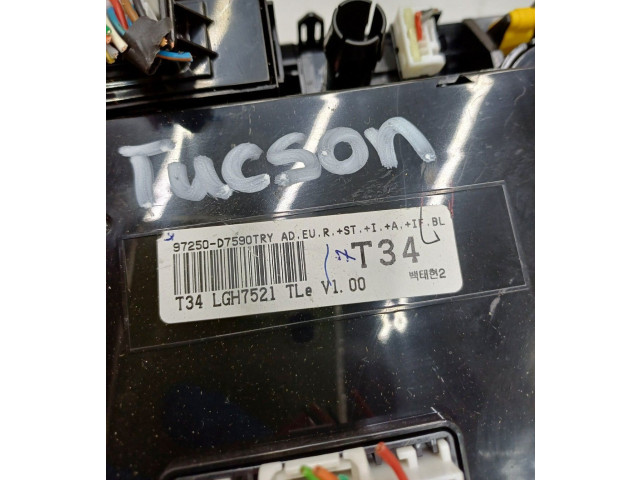 Tucson
97250-D7590TRY AD.EU.R.+ST.+I.+A.+IF.BL
T34
T34 LGH7521 TLe V1.00
백태현2